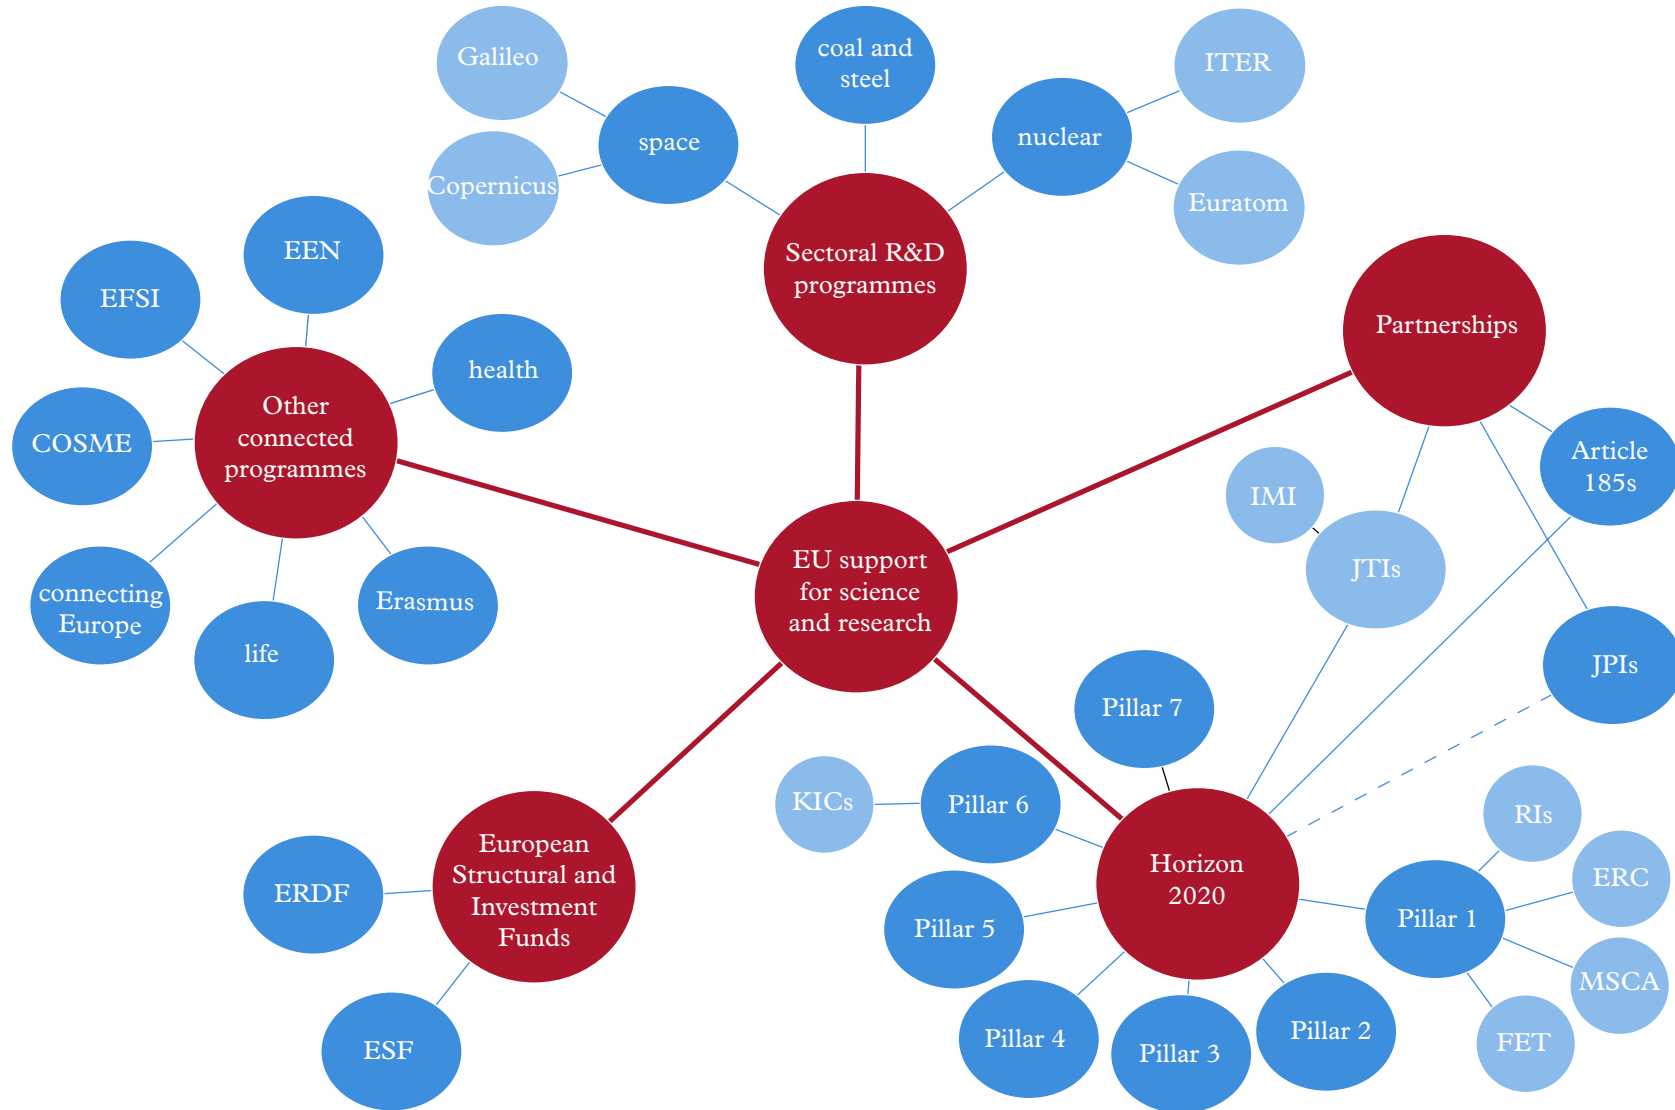 Galileo
coal and
steel
ITER
space
nuclear
Copernicus
Euratom
EEN
Sectoral R&D
programmes
EFSI
Partnerships
health
Other
connected
programmes
COSME
Article
185s
IMI
EU support
for science
and research
JTIs
connecting
Europe
Erasmus
life
JPIs
Pillar 7
KICs
Pillar 6
RIs
European
Structural and
Investment
Funds
Horizon
2020
ERC
ERDF
Pillar 5
Pillar 1
MSCA
Pillar 4
Pillar 3
Pillar 2
FET
ESF